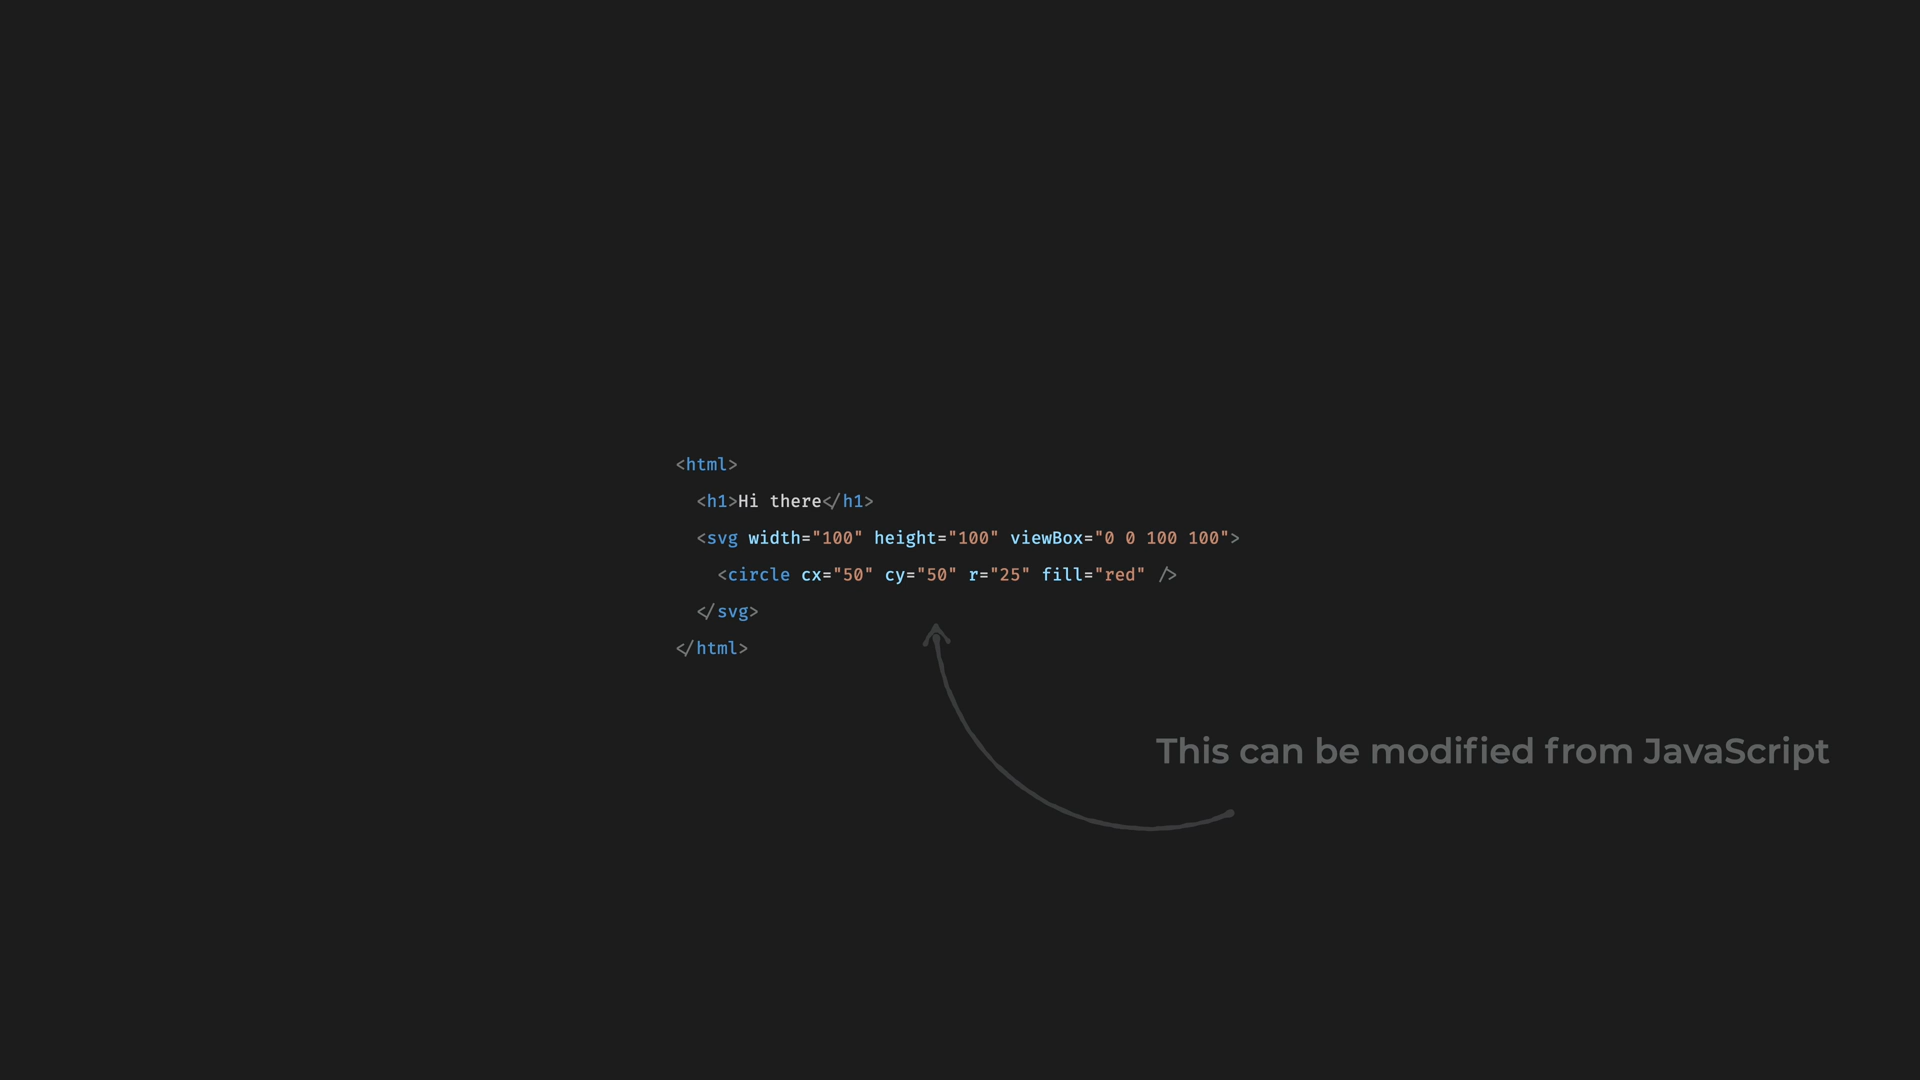 <html>
<h1>Hi there</h1>
<svg width="100" height="100" viewBox="0 0 100 100">
<circle cx="50" cy="50" r="25" fill="red" />
</svg>
</html>
This can be modified from JavaScript